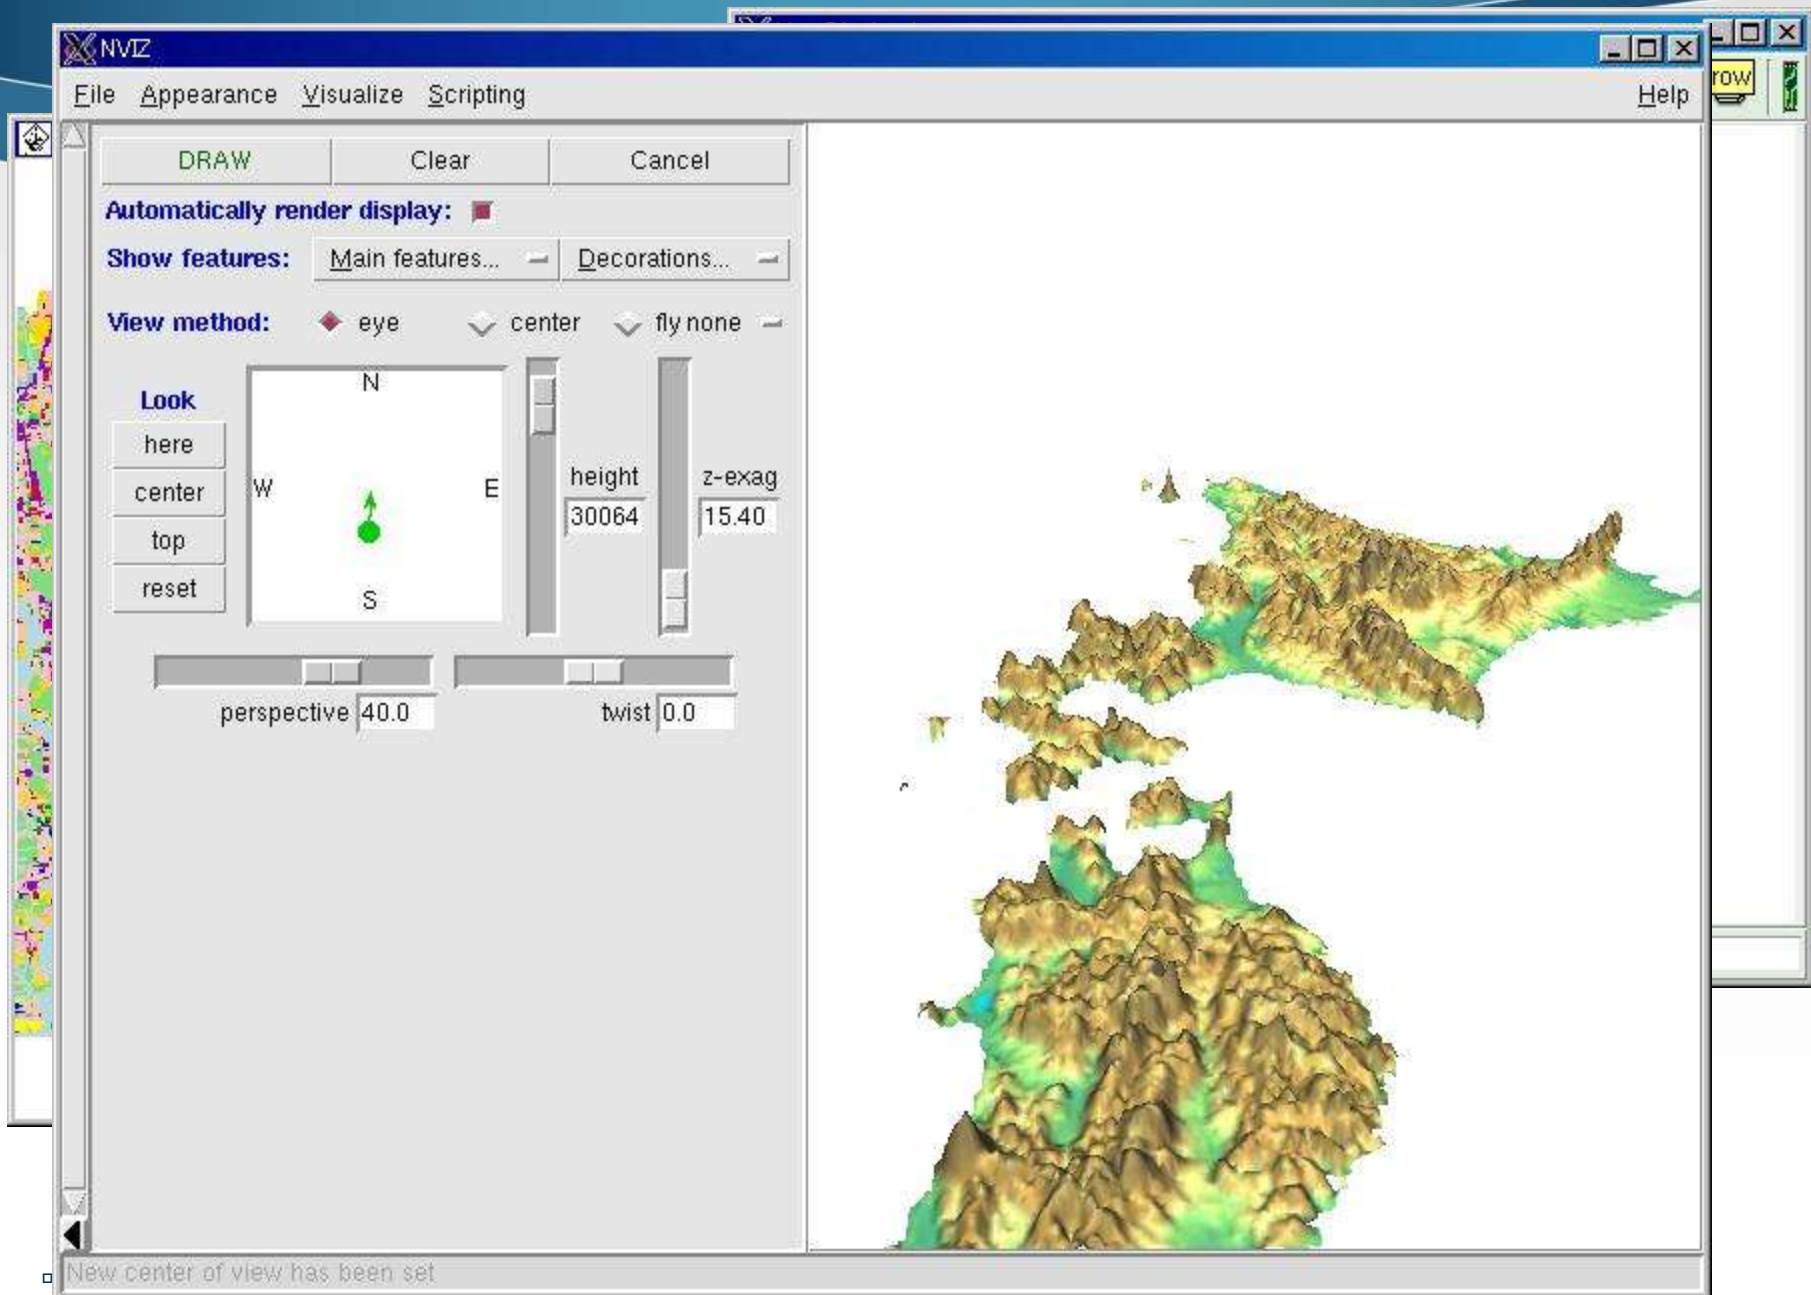 NVIZ
File Appearance Visualize Scripting Help
row
DRAW Clear Cancel
Automatically render display:
Show features: Main features... Decorations...
View method: eye center fly none
Look
here
center
top
reset
N
W E
S
height
30064
z-exag
15.40
perspective 40.0
twist 0.0
New center of view has been set